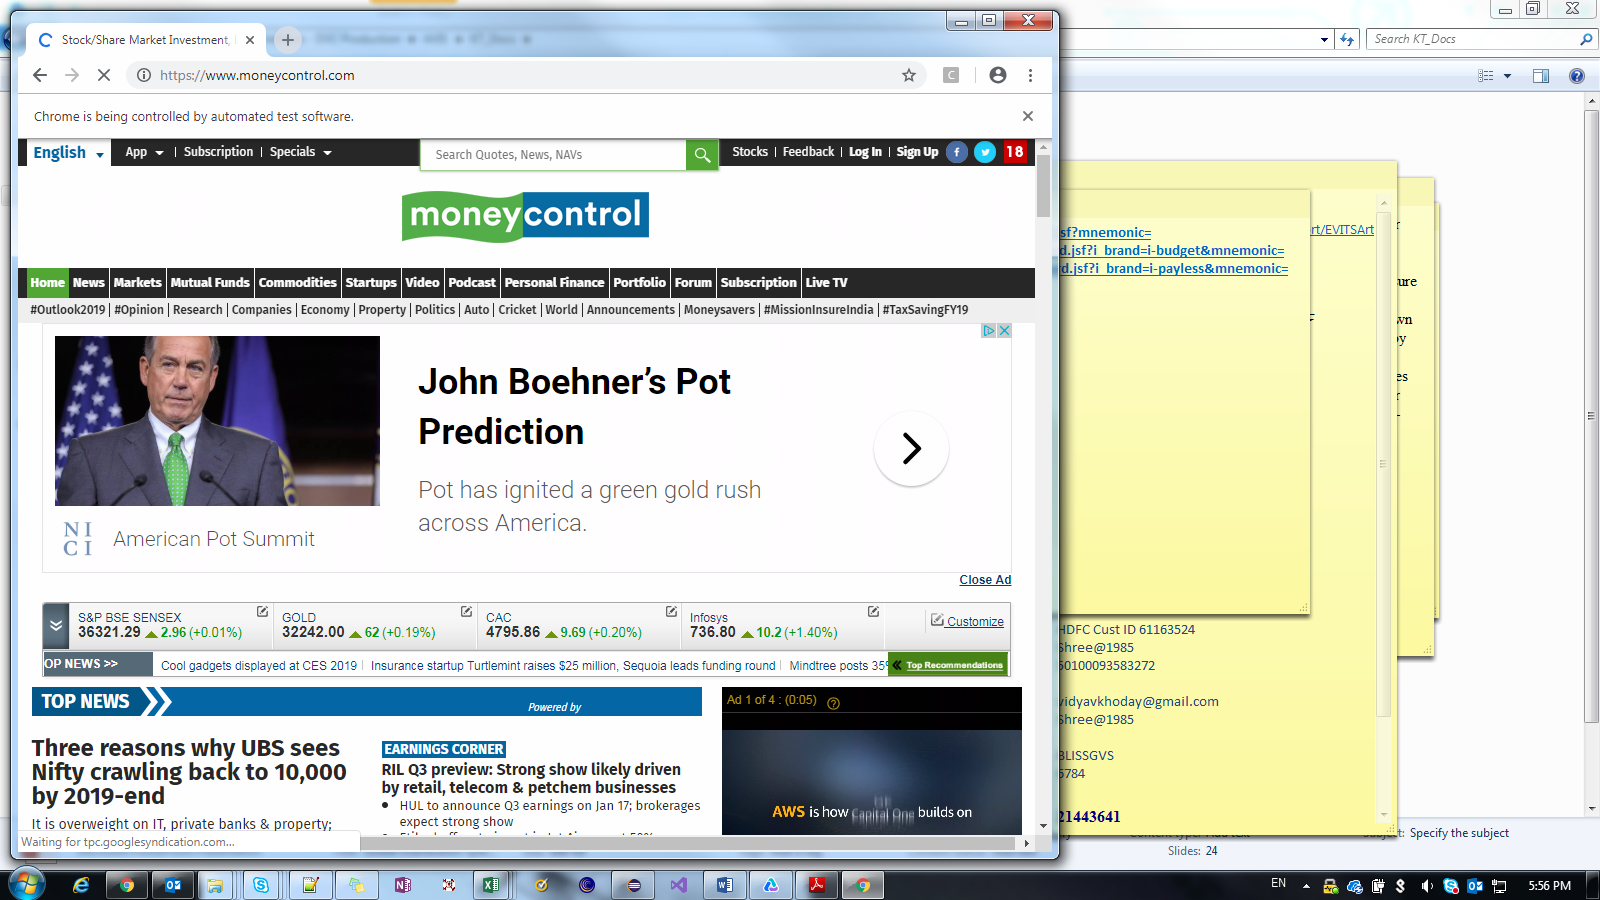 Stock/Share Market Investment,
Search KT_Docs
https://www.moneycontrol.com
Chrome is being controlled by automated test software.
English App Subscription Specials
Search Quotes, News, NAVs
Stocks Feedback Log In Sign Up 18
moneycontrol
Home News Markets Mutual Funds Commodities Startups Video Podcast Personal Finance Portfolio Forum Subscription Live TV
#Outlook2019 #Opinion Research Companies Economy Property Politics Auto Cricket World Announcements Moneysavers #MissionInsureIndia #TaxSavingFY19
John Boehner's Pot
Prediction
Pot has ignited a green gold rush
across America.
NI
CI
American Pot Summit
Close Ad
S&P BSE SENSEX
36321.29 2.96 (+0.01%)
GOLD
32242.00 62 (+0.19%)
CAC
4795.86 9.69 (+0.20%)
Infosys
736.80 10.2 (+1.40%)
Customize
OP NEWS >>
Cool gadgets displayed at CES 2019 Insurance startup Turtlemint raises $25 million, Sequoia leads funding round Mindtree posts 35%
Top Recommendations
TOP NEWS
Powered by
Three reasons why UBS sees
Nifty crawling back to 10,000
by 2019-end
It is overweight on IT, private banks & property;
EARNINGS CORNER
RIL Q3 preview: Strong show likely driven
by retail, telecom & petchem businesses
HUL to announce Q3 earnings on Jan 17; brokerages
expect strong show
Ad 1 of 4 : (0:05)
AWS is how Capital One builds on
Waiting for tpc.googlesyndication.com...
sf?mnemonic=
d.jsf?i_brand=i-budget&mnemonic=
d.jsf?i_brand=i-payless&mnemonic=
rt/EVITSArt
r
sure
wn
by
es
r
HDFC Cust ID 61163524
Shree@1985
50100093583272
vidyavkhoday@gmail.com
Shree@1985
BLISSGVS
5784
21443641
Subject: Specify the subject
Slides: 24
EN
5:56 PM